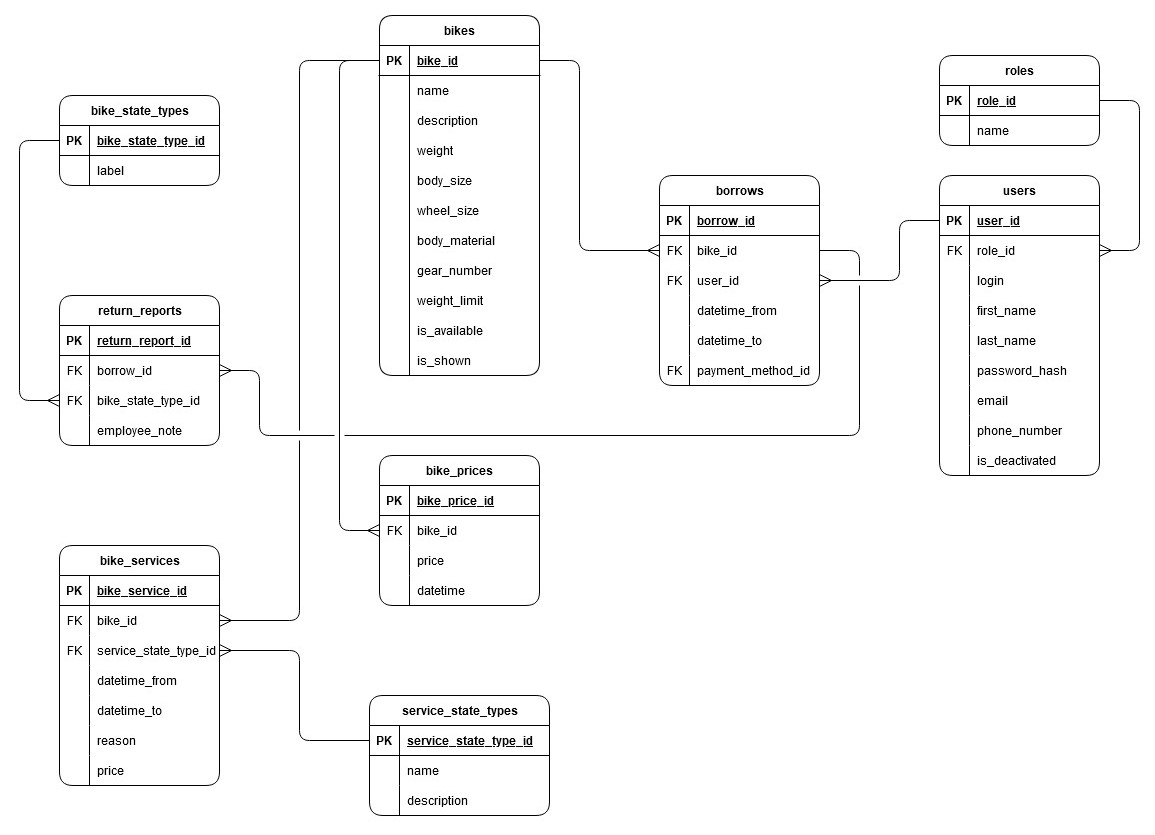 bikes
PK bike_id
name
description
weight
body_size
wheel_size
body_material
gear_number
weight_limit
is_available
is_shown
roles
PK role_id
name
bike_state_types
PK bike_state_type_id
label
borrows
PK borrow_id
FK bike_id
FK user_id
datetime_from
datetime_to
FK payment_method_id
users
PK user_id
FK role_id
login
first_name
last_name
password_hash
email
phone_number
is_deactivated
return_reports
PK return_report_id
FK borrow_id
FK bike_state_type_id
employee_note
bike_prices
PK bike_price_id
FK bike_id
price
datetime
bike_services
PK bike_service_id
FK bike_id
FK service_state_type_id
datetime_from
datetime_to
reason
price
service_state_types
PK service_state_type_id
name
description